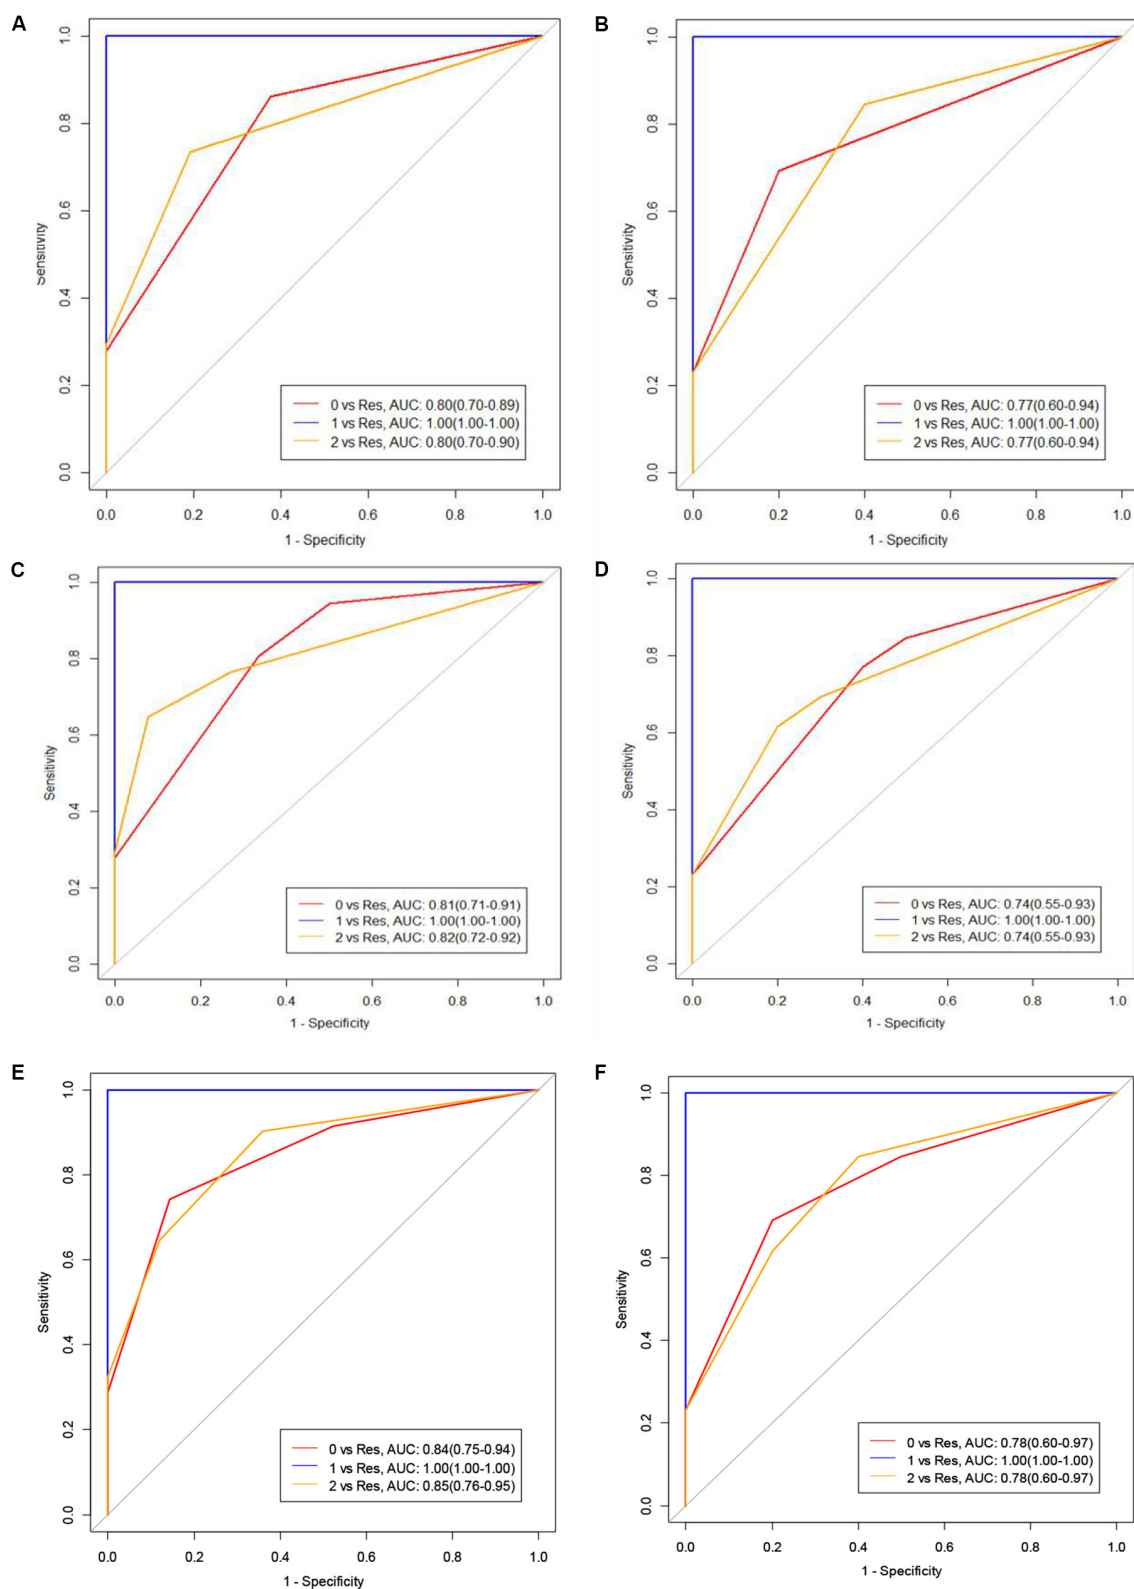 A
Sensitivity
0.0 0.2 0.4 0.6 0.8 1.0
0 vs Res, AUC: 0.80(0.70-0.89)
1 vs Res, AUC: 1.00(1.00-1.00)
2 vs Res, AUC: 0.80(0.70-0.90)
0.0 0.2 0.4 0.6 0.8 1.0
1 - Specificity
B
Sensitivity
0.0 0.2 0.4 0.6 0.8 1.0
0 vs Res, AUC: 0.77(0.60-0.94)
1 vs Res, AUC: 1.00(1.00-1.00)
2 vs Res, AUC: 0.77(0.60-0.94)
0.0 0.2 0.4 0.6 0.8 1.0
1 - Specificity
C
Sensitivity
0.0 0.2 0.4 0.6 0.8 1.0
0 vs Res, AUC: 0.81(0.71-0.91)
1 vs Res, AUC: 1.00(1.00-1.00)
2 vs Res, AUC: 0.82(0.72-0.92)
0.0 0.2 0.4 0.6 0.8 1.0
1 - Specificity
D
Sensitivity
0.0 0.2 0.4 0.6 0.8 1.0
0 vs Res, AUC: 0.74(0.55-0.93)
1 vs Res, AUC: 1.00(1.00-1.00)
2 vs Res, AUC: 0.74(0.55-0.93)
0.0 0.2 0.4 0.6 0.8 1.0
1 - Specificity
E
Sensitivity
0.0 0.2 0.4 0.6 0.8 1.0
0 vs Res, AUC: 0.84(0.75-0.94)
1 vs Res, AUC: 1.00(1.00-1.00)
2 vs Res, AUC: 0.85(0.76-0.95)
0.0 0.2 0.4 0.6 0.8 1.0
1 - Specificity
F
Sensitivity
0.0 0.2 0.4 0.6 0.8 1.0
0 vs Res, AUC: 0.78(0.60-0.97)
1 vs Res, AUC: 1.00(1.00-1.00)
2 vs Res, AUC: 0.78(0.60-0.97)
0.0 0.2 0.4 0.6 0.8 1.0
1 - Specificity